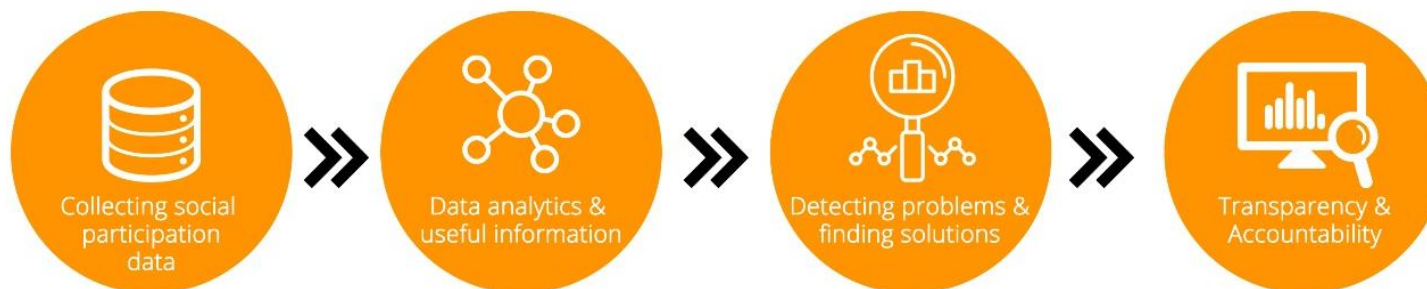 Collecting social
participation
data
Data analytics &
useful information
Detecting problems &
finding solutions
Transparency &
Accountability